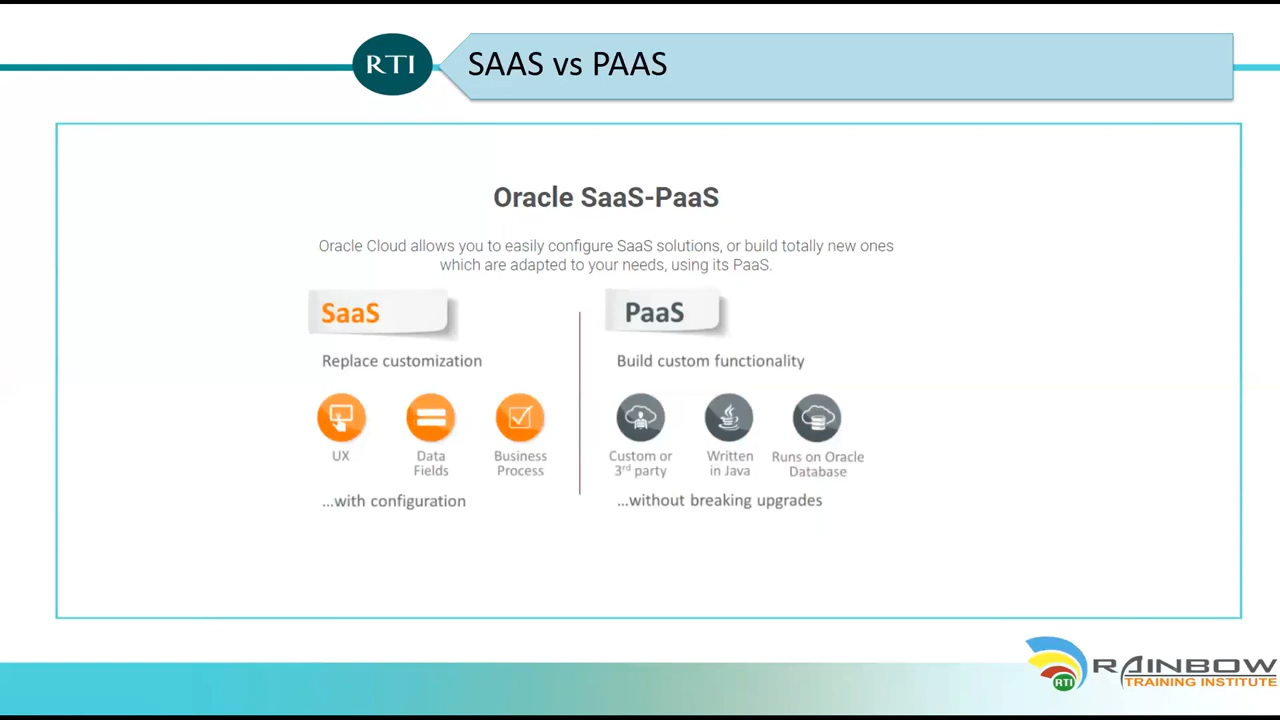 RTI
SAAS vs PAAS
Oracle SaaS-PaaS
Oracle Cloud allows you to easily configure SaaS solutions, or build totally new ones
which are adapted to your needs, using its PaaS.
SaaS
Replace customization
UX
Data
Fields
Business
Process
...with configuration
PaaS
Build custom functionality
Custom or
3rd party
Written
in Java
Runs on Oracle
Database
...without breaking upgrades
RTI
RAINBOW
TRAINING INSTITUTE